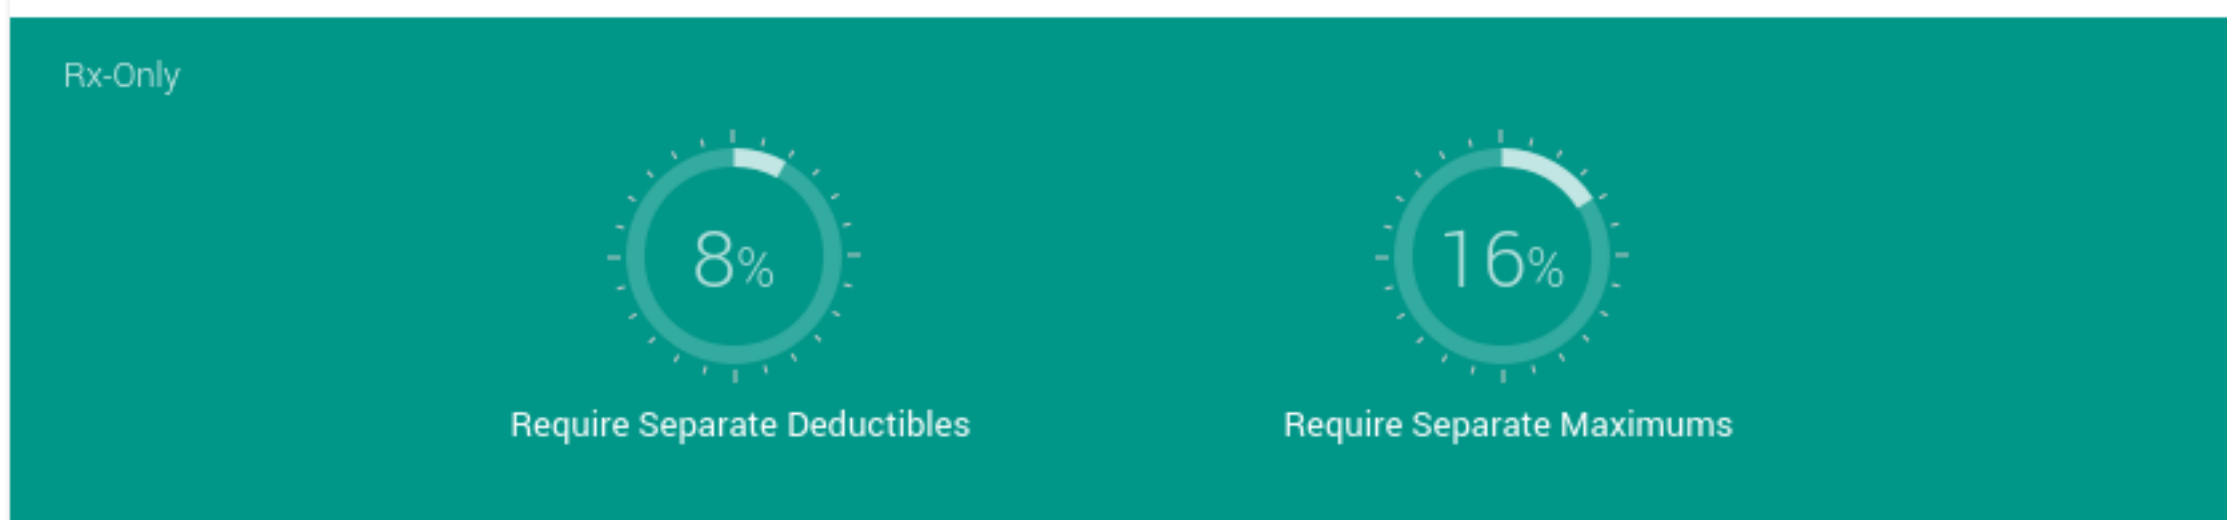 Rx-Only
8%
16%
Require Separate Deductibles
Require Separate Maximums